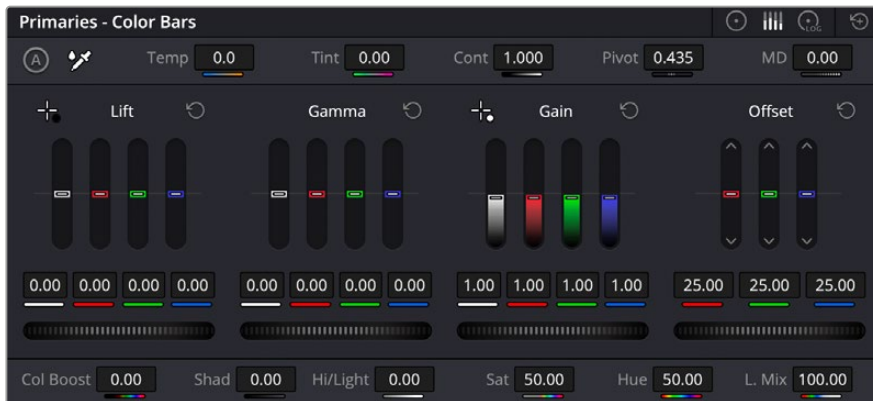 Primaries - Color Bars
LOG
A Temp 0.0 Tint 0.00 Cont 1.000 Pivot 0.435 MD 0.00
Lift Gamma Gain Offset
0.00 0.00 0.00 0.00 0.00 0.00 0.00 0.00 1.00 1.00 1.00 1.00 25.00 25.00 25.00
Col Boost 0.00 Shad 0.00 Hi/Light 0.00 Sat 50.00 Hue 50.00 L. Mix 100.00